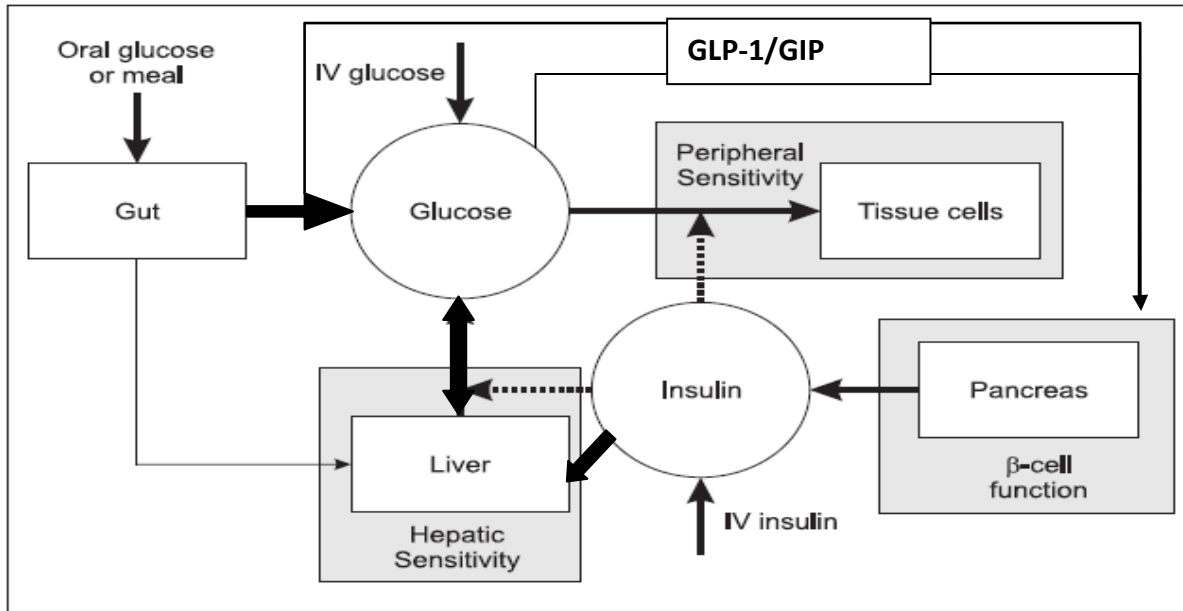 GLP-1/GIP
Oral glucose
or meal
IV glucose
Peripheral
Sensitivity
Gut
Glucose
Tissue cells
Insulin
Pancreas
Liver
β-cell
function
Hepatic
Sensitivity
IV insulin